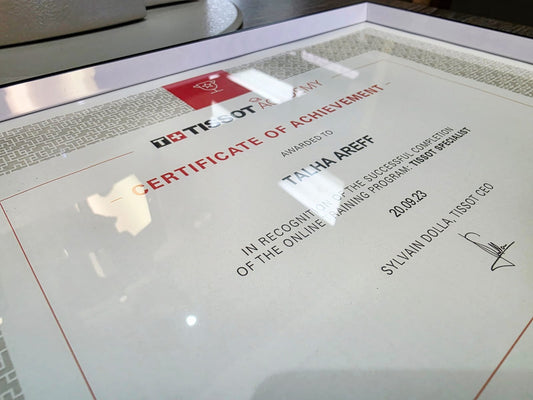 TISSOT ACADEMY
CERTIFICATE OF ACHIEVEMENT
AWARDED TO
TALHA AREFF
IN RECOGNITION OF THE SUCCESSFUL COMPLETION
OF THE ONLINE TRAINING PROGRAM: TISSOT SPECIALIST
20.09.23
SYLVAIN DOLLA, TISSOT CEO